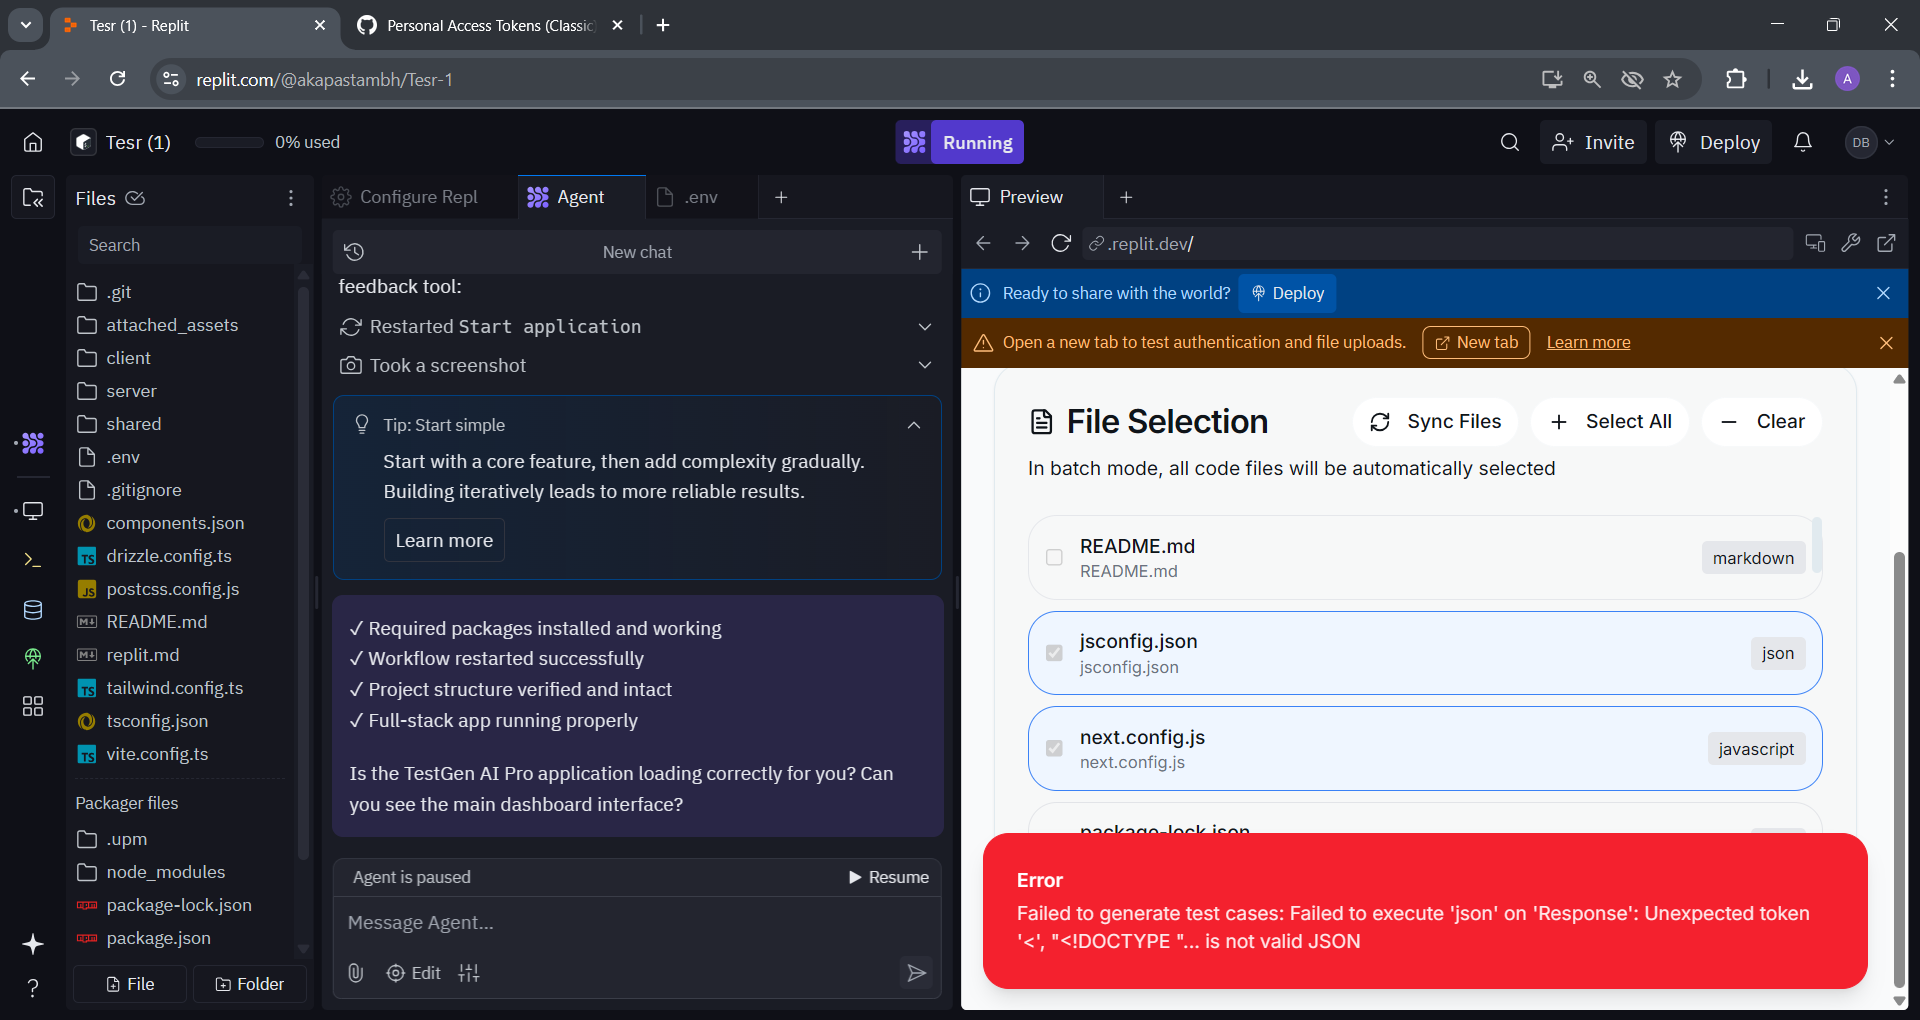 Tesr (1) - Replit
Personal Access Tokens (Classic
replit.com/@akapastambh/Tesr-1
A
Tesr (1)
0% used
Running
Invite
Deploy
DB
Files
Configure Repl
Agent
.env
Preview
Search
New chat
.replit.dev/
feedback tool:
Ready to share with the world?
Deploy
Restarted Start application
Open a new tab to test authentication and file uploads.
New tab
Learn more
Took a screenshot
.git
attached_assets
client
server
shared
.env
.gitignore
components.json
TS drizzle.config.ts
JS postcss.config.js
README.md
replit.md
TS tailwind.config.ts
tsconfig.json
TS vite.config.ts
Packager files
.upm
node_modules
package-lock.json
package.json
File
Folder
Tip: Start simple
Start with a core feature, then add complexity gradually.
Building iteratively leads to more reliable results.
Learn more
✓ Required packages installed and working
✓ Workflow restarted successfully
✓ Project structure verified and intact
✓ Full-stack app running properly
Is the TestGen AI Pro application loading correctly for you? Can
you see the main dashboard interface?
Agent is paused
Resume
Message Agent...
Edit
File Selection
Sync Files
Select All
Clear
In batch mode, all code files will be automatically selected
README.md
README.md
markdown
jsconfig.json
jsconfig.json
json
next.config.js
next.config.js
javascript
package-lock.json
Error
Failed to generate test cases: Failed to execute 'json' on 'Response': Unexpected token
'<', "<!DOCTYPE "... is not valid JSON